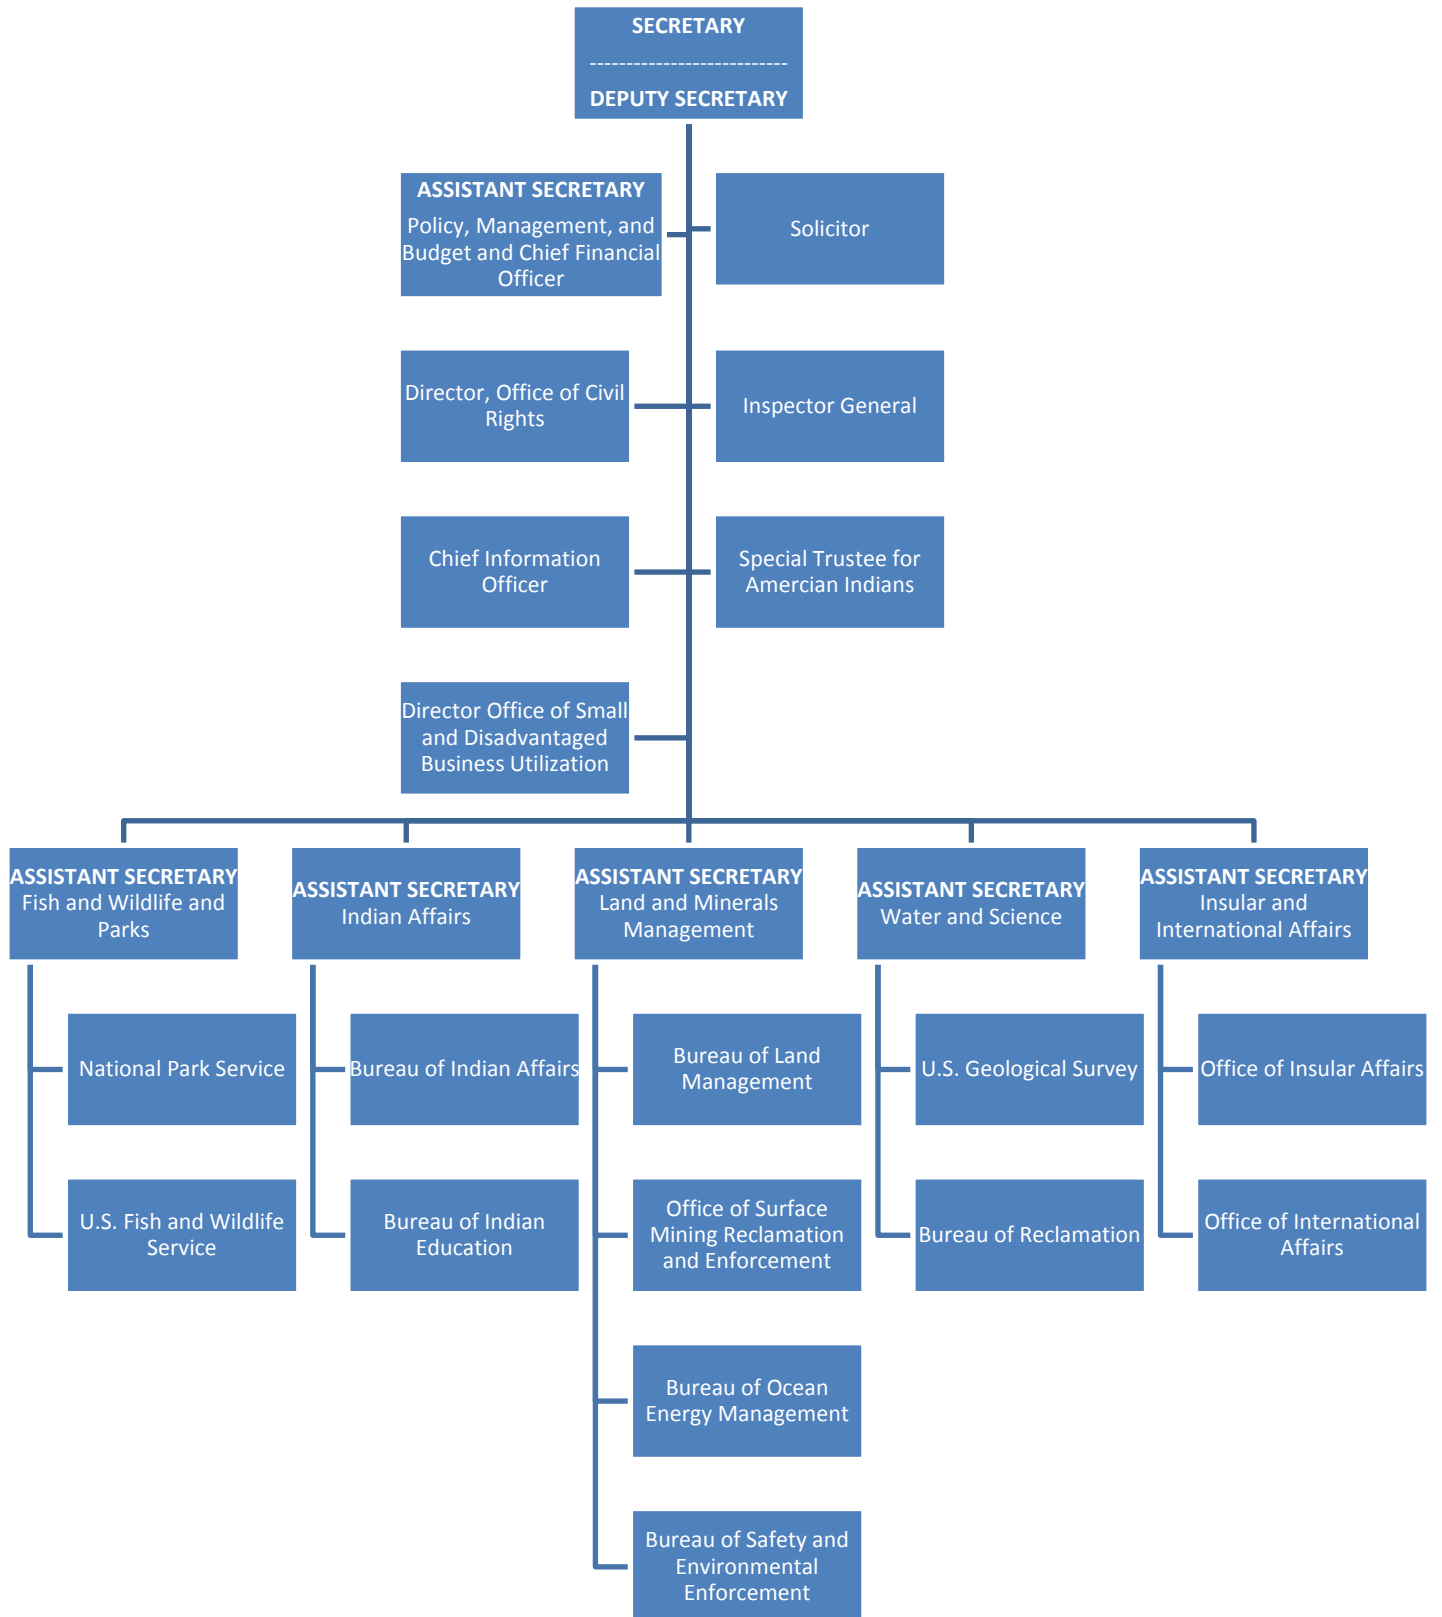 SECRETARY
---------------------------
DEPUTY SECRETARY
ASSISTANT SECRETARY
Policy, Management, and
Budget and Chief Financial
Officer
Solicitor
Director, Office of Civil
Rights
Inspector General
Chief Information
Officer
Special Trustee for
Amercian Indians
Director Office of Small
and Disadvantaged
Business Utilization
ASSISTANT SECRETARY
Fish and Wildlife and
Parks
ASSISTANT SECRETARY
Indian Affairs
ASSISTANT SECRETARY
Land and Minerals
Management
ASSISTANT SECRETARY
Water and Science
ASSISTANT SECRETARY
Insular and
International Affairs
National Park Service
Bureau of Indian Affairs
Bureau of Land
Management
U.S. Geological Survey
Office of Insular Affairs
U.S. Fish and Wildlife
Service
Bureau of Indian
Education
Office of Surface
Mining Reclamation
and Enforcement
Bureau of Reclamation
Office of International
Affairs
Bureau of Ocean
Energy Management
Bureau of Safety and
Environmental
Enforcement